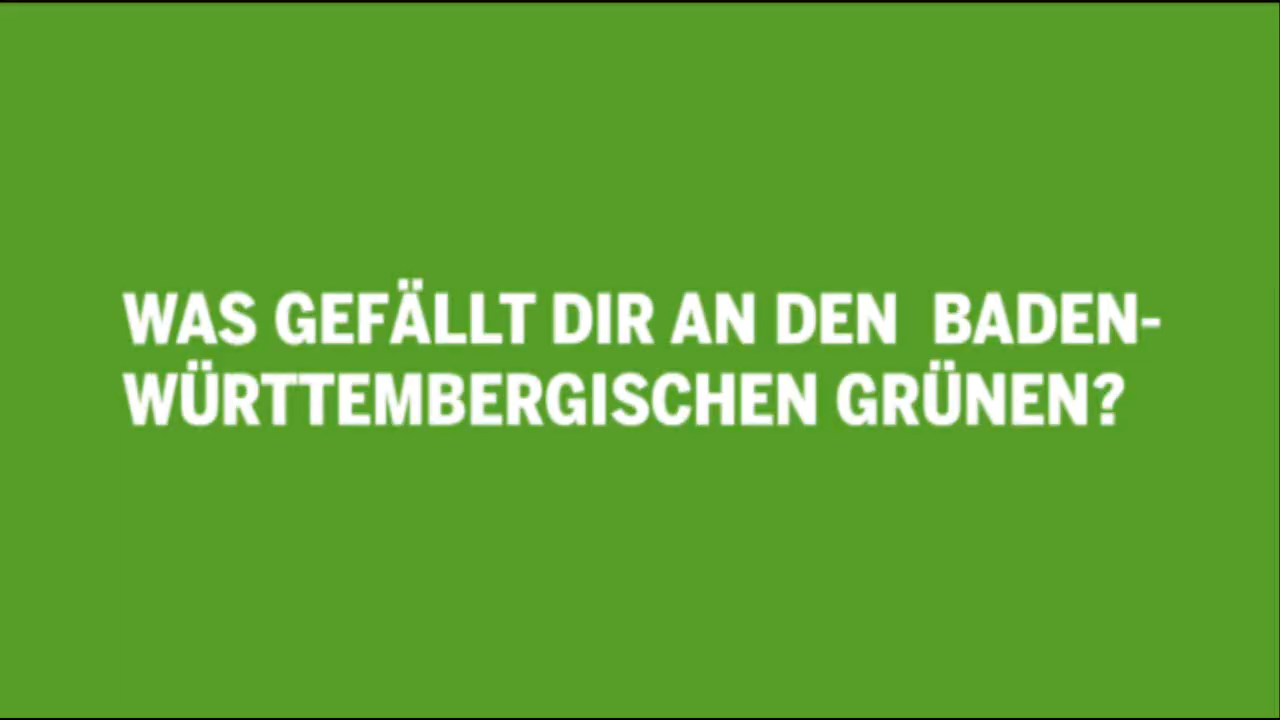 WAS GEFÄLLT DIR AN DEN  BADEN-
WÜRTTEMBERGISCHEN GRÜNEN?